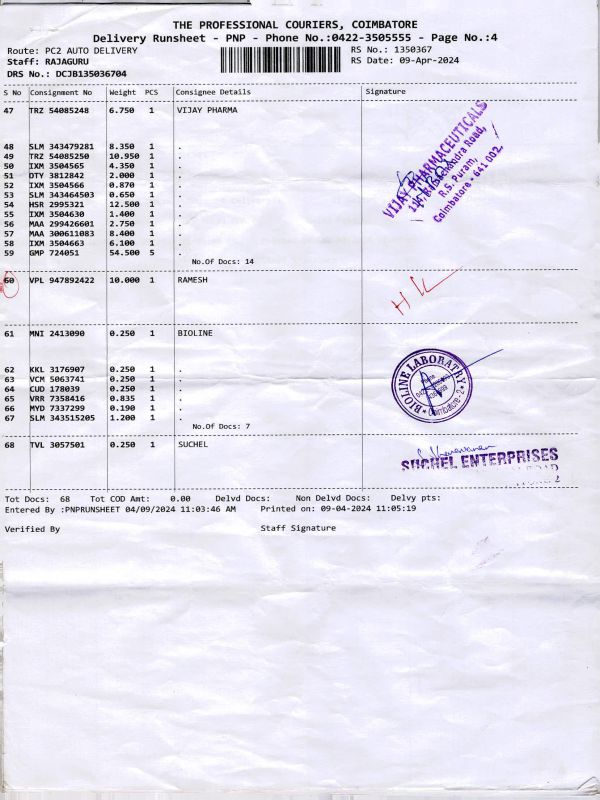 THE PROFESSIONAL COURIERS, COIMBATORE
Delivery Runsheet - PNP - Phone No.:0422-3505555 - Page No.:4
Route: PC2 AUTO DELIVERY RS No.: 1350367
Staff: RAJAGURU RS Date: 09-Apr-2024
DRS No.: DCJB135036704
S No Consignment No Weight PCS Consignee Details Signature
47 TRZ 54085248 6.750 1 VIJAY PHARMA
VIJAY PHARMACEUTICALS
R.S. Puram,
Coimbatore - 641 002
48 SLM 343479281 8.350 1 .
49 TRZ 54085250 10.950 1 .
50 IXM 3504565 4.350 1 .
51 DTY 3812842 2.000 1 .
52 IXM 3504566 0.870 1 .
53 SLM 343464503 0.650 1 .
54 HSR 2995321 12.500 1 .
55 IXM 3504630 1.400 1 .
56 MAA 299426601 2.750 1 .
57 MAA 300611083 8.400 1 .
58 IXM 3504663 6.100 1 .
59 GMP 724051 54.500 5 .
No.Of Docs: 14
60 VPL 947892422 10.000 1 RAMESH
61 MNI 2413090 0.250 1 BIOLINE
BIOLINE LABORATRY
Coimbatore - 2
62 KKL 3176907 0.250 1 .
63 VCM 5063741 0.250 1 .
64 CUD 178039 0.250 1 .
65 VRR 7358416 0.835 1 .
66 MYD 7337299 0.190 1 .
67 SLM 343515205 1.200 1 .
No.Of Docs: 7
68 TVL 3057501 0.250 1 SUCHEL
SUCHEL ENTERPRISES
Tot Docs: 68 Tot COD Amt: 0.00 Delvd Docs: Non Delvd Docs: Delvy pts:
Entered By :PNPRUNSHEET 04/09/2024 11:03:46 AM Printed on: 09-04-2024 11:05:19
Verified By Staff Signature